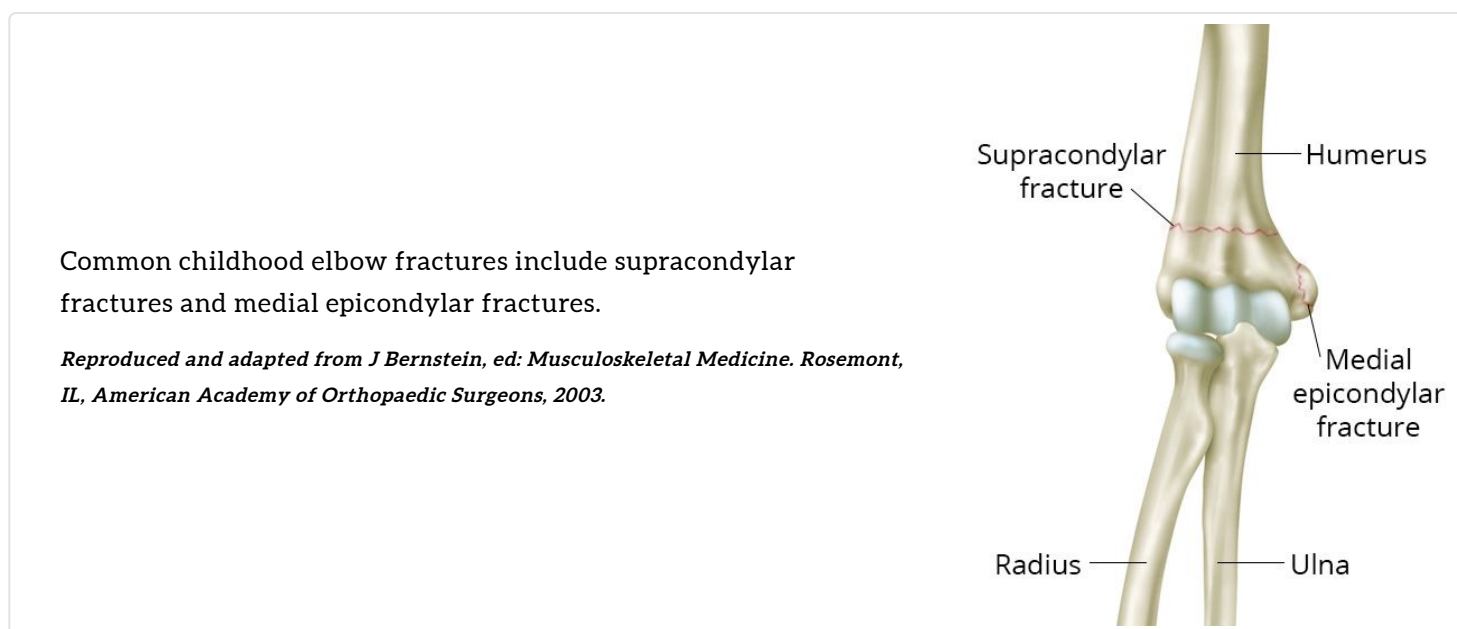 Common childhood elbow fractures include supracondylar
fractures and medial epicondylar fractures.
Reproduced and adapted from J Bernstein, ed: Musculoskeletal Medicine. Rosemont,
IL, American Academy of Orthopaedic Surgeons, 2003.
Supracondylar
fracture
Humerus
Medial
epicondylar
fracture
Radius
Ulna